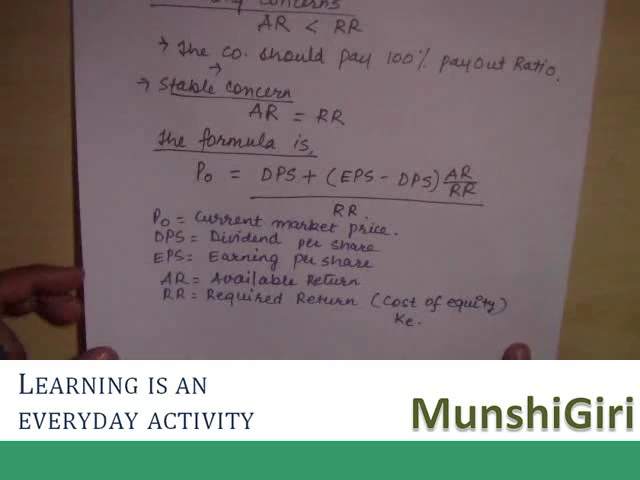 Concerns
AR < RR
→ The co. should pay 100% payout Ratio.
→
→ Stable concern
AR = RR
The formula is,
P₀ = DPS + (EPS - DPS) AR/RR
RR.
P₀ = Current market price.
DPS = Dividend per share
EPS = Earning per share
AR = Available Return
RR = Required Return (Cost of equity)
Ke.
LEARNING IS AN
EVERYDAY ACTIVITY
MunshiGiri